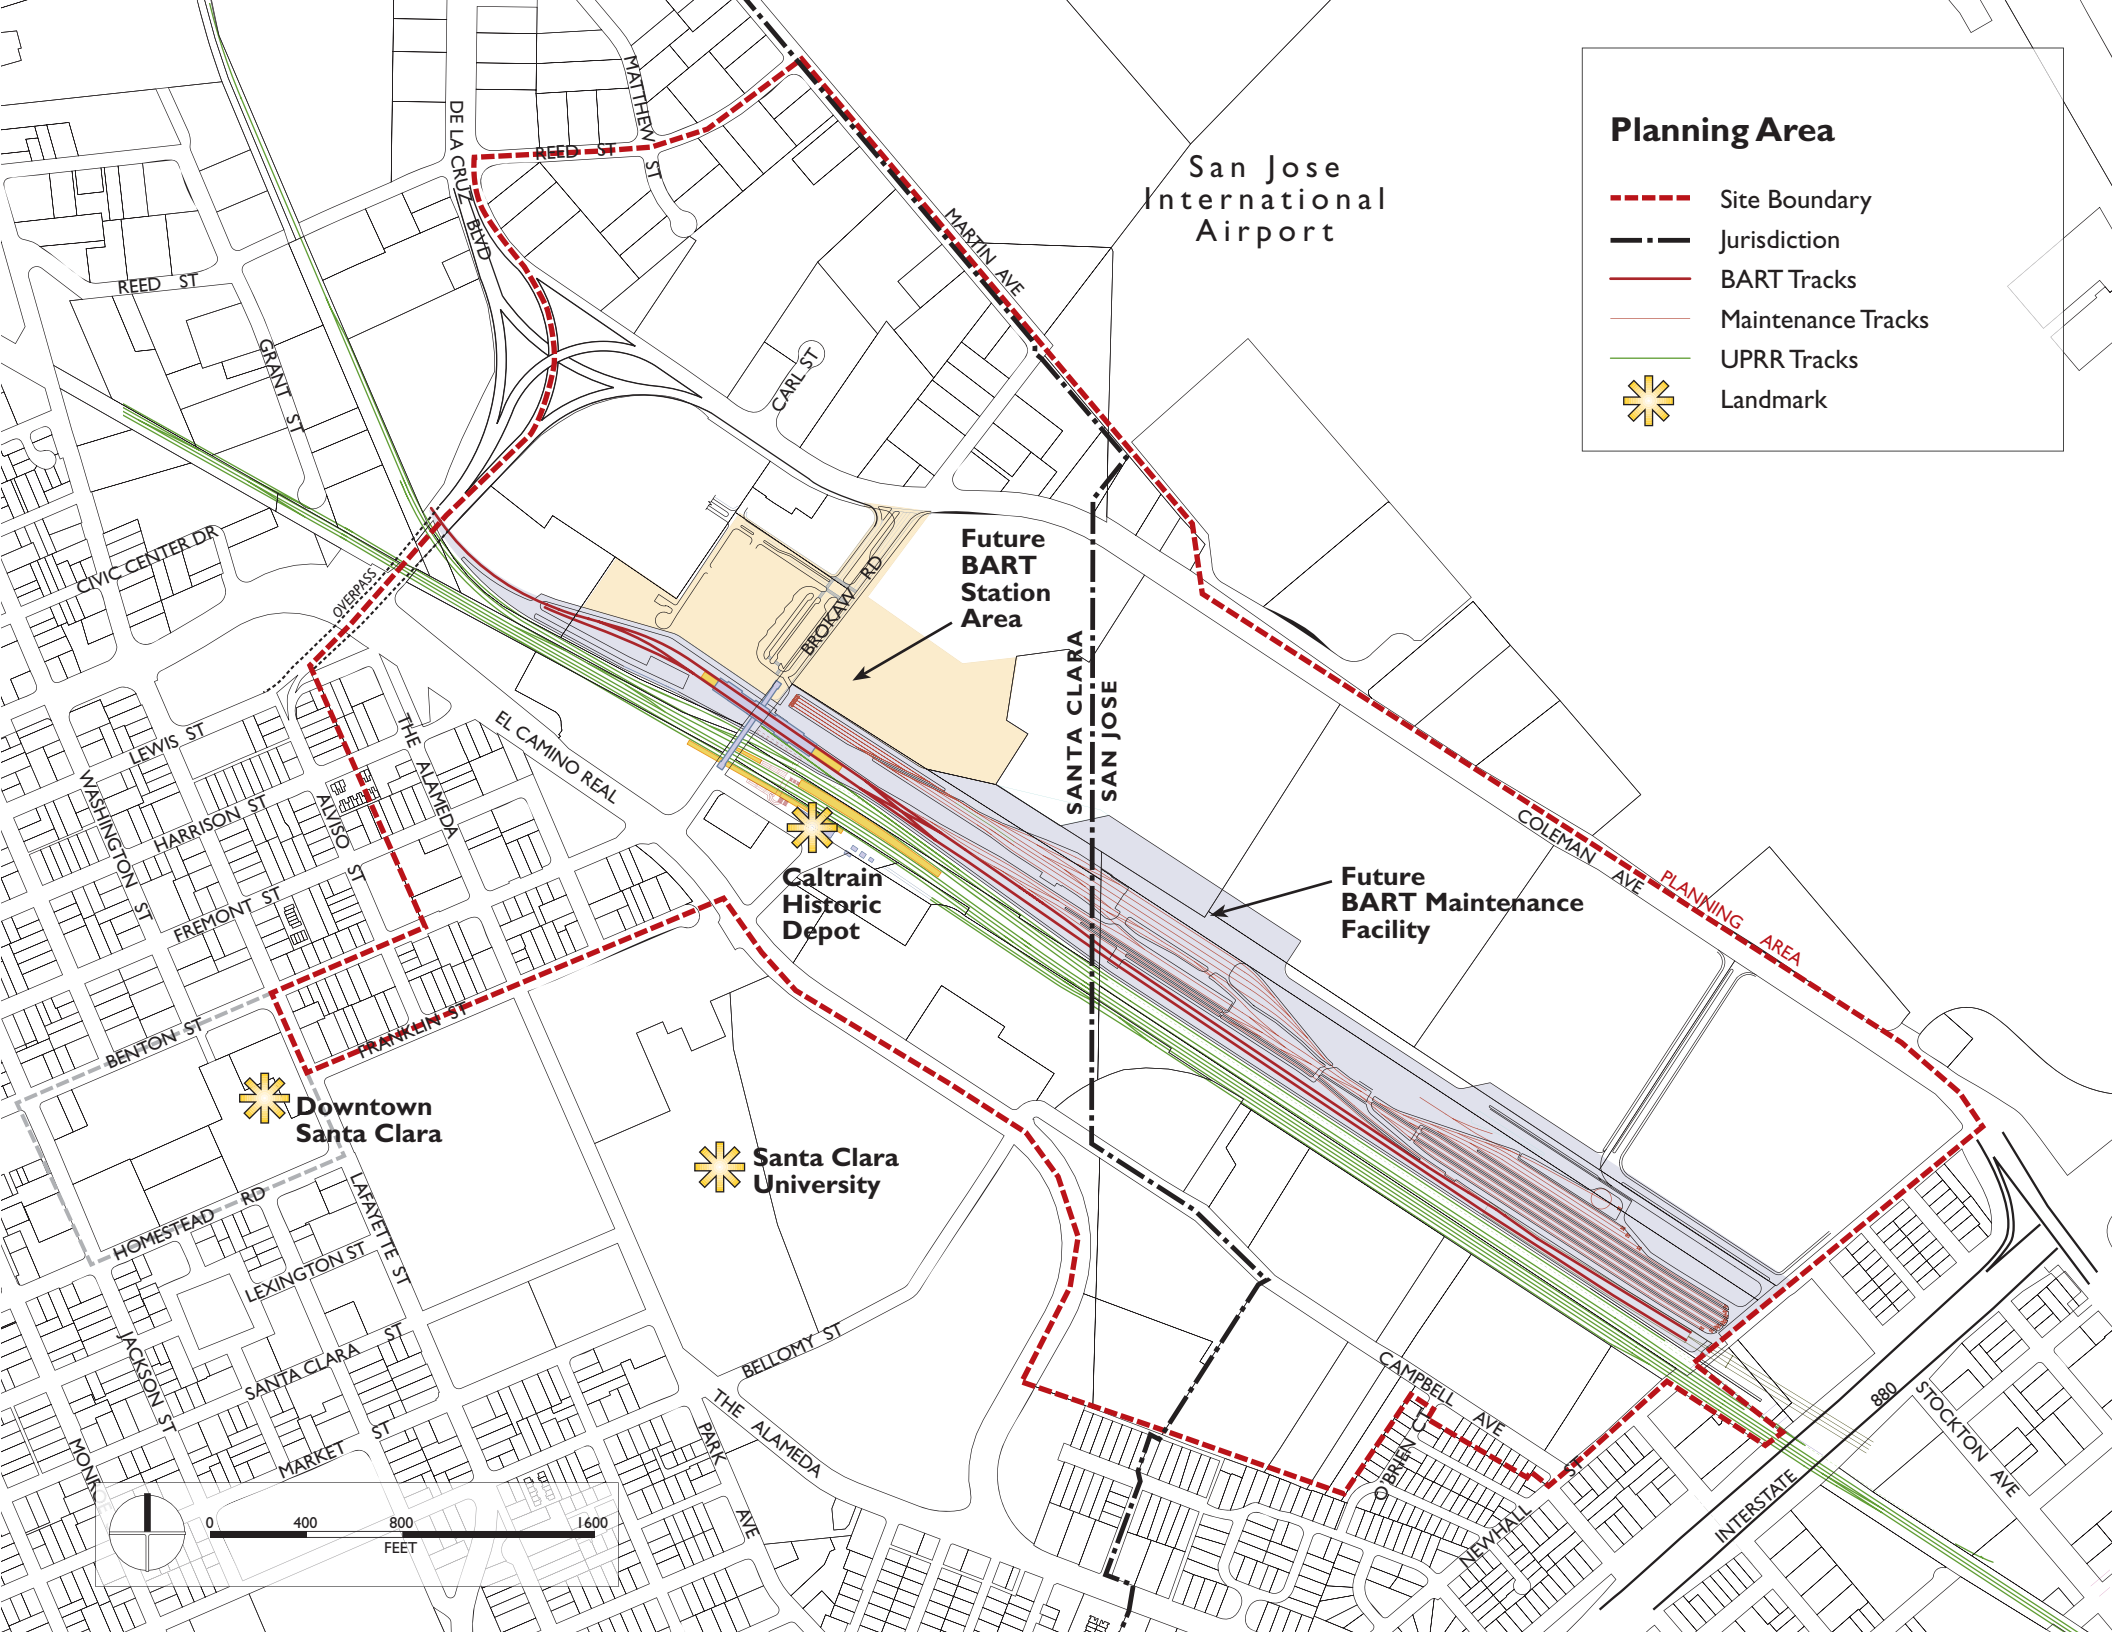 Planning Area
Site Boundary
Jurisdiction
BART Tracks
Maintenance Tracks
UPRR Tracks
Landmark
San Jose
International
Airport
MATTHEW ST
DE LA CRUZ BLVD
REED ST
MARTIN AVE
REED ST
GRANT ST
CARL ST
CIVIC CENTER DR
OVERPASS
BROKAW RD
Future
BART
Station
Area
SANTA CLARA
SAN JOSE
LEWIS ST
THE ALAMEDA
EL CAMINO REAL
WASHINGTON ST
HARRISON ST
ALVISO ST
FREMONT ST
COLEMAN AVE
PLANNING AREA
Caltrain
Historic
Depot
Future
BART Maintenance
Facility
BENTON ST
FRANKLIN ST
Downtown
Santa Clara
Santa Clara
University
HOMESTEAD RD
LAFAYETTE ST
LEXINGTON ST
SANTA CLARA ST
JACKSON ST
BELLOMY ST
THE ALAMEDA
MARKET ST
MONROE
PARK AVE
CAMPBELL AVE
O'BRIEN CT
NEWHALL ST
INTERSTATE 880
STOCKTON AVE
0 400 800 1600
FEET